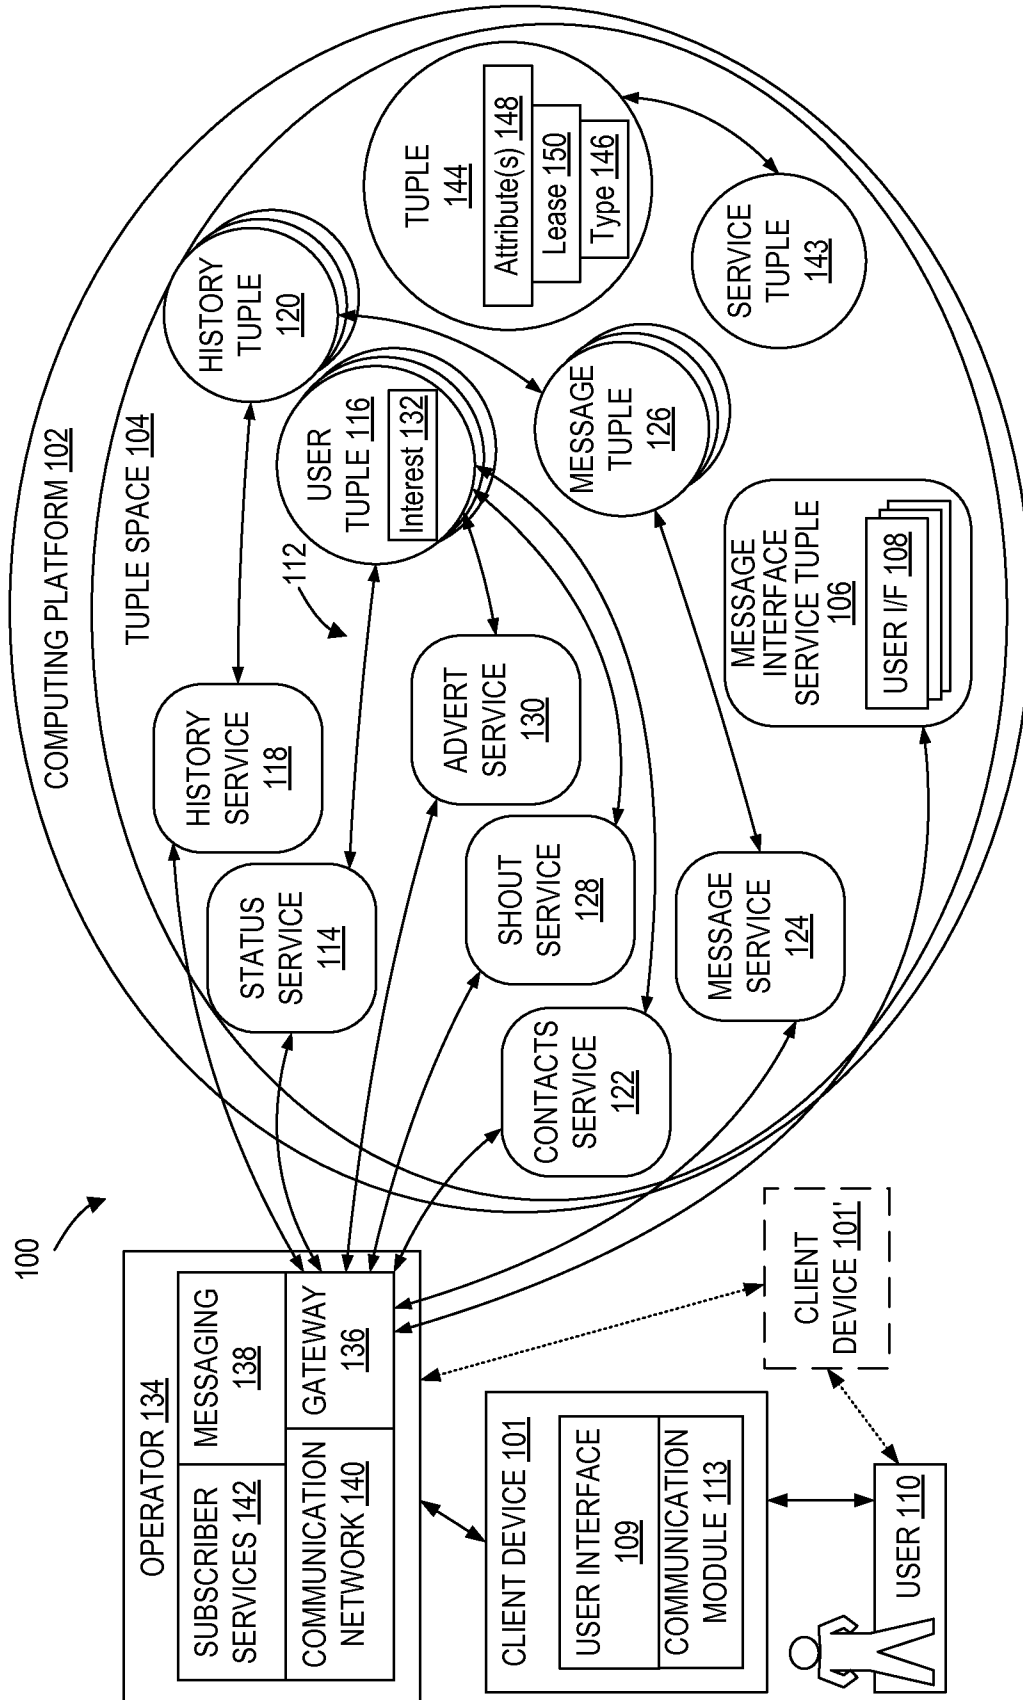 100
OPERATOR 134
SUBSCRIBER
SERVICES 142
MESSAGING
138
COMMUNICATION
NETWORK 140
GATEWAY
136
CLIENT DEVICE 101
USER INTERFACE
109
COMMUNICATION
MODULE 113
USER 110
CLIENT
DEVICE 101'
COMPUTING PLATFORM 102
TUPLE SPACE 104
HISTORY
SERVICE
118
STATUS
SERVICE
114
ADVERT
SERVICE
130
SHOUT
SERVICE
128
CONTACTS
SERVICE
122
MESSAGE
SERVICE
124
112
HISTORY
TUPLE
120
USER
TUPLE 116
Interest 132
MESSAGE
TUPLE
126
MESSAGE
INTERFACE
SERVICE TUPLE
106
USER I/F 108
TUPLE
144
Attribute(s) 148
Lease 150
Type 146
SERVICE
TUPLE
143